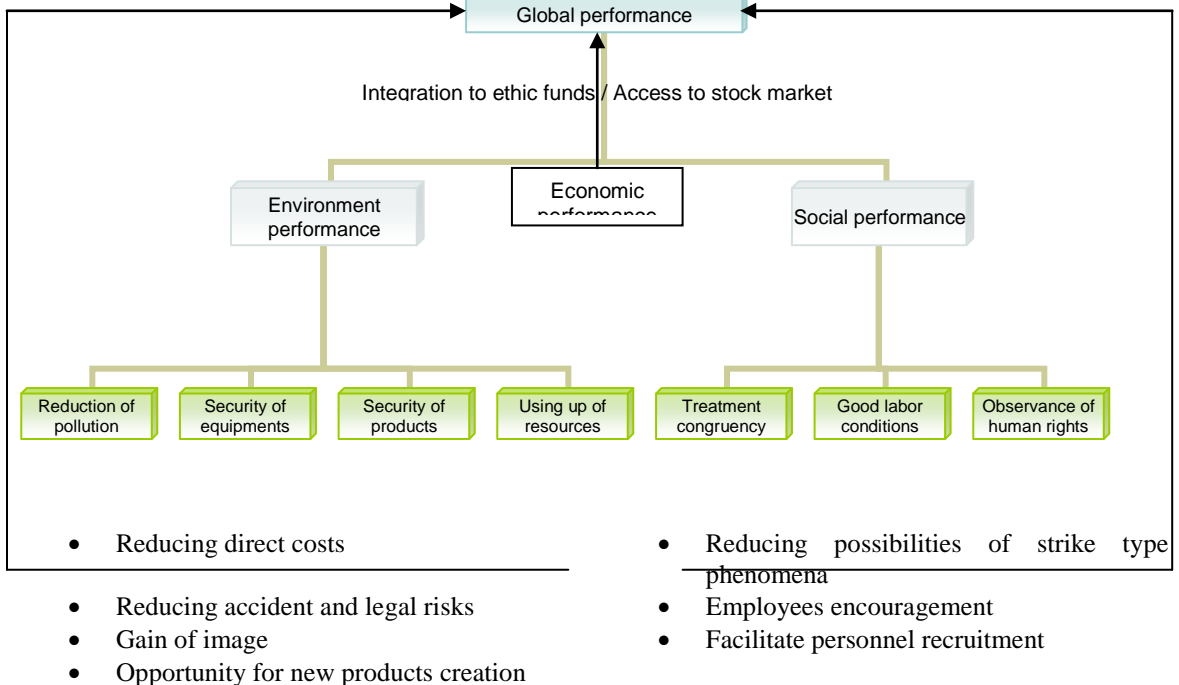 Global performance
Integration to ethic funds / Access to stock market
Economic
performance
Environment
performance
Social performance
Reduction of
pollution
Security of
equipments
Security of
products
Using up of
resources
Treatment
congruency
Good labor
conditions
Observance of
human rights
• Reducing direct costs
• Reducing accident and legal risks
• Gain of image
• Opportunity for new products creation
• Reducing possibilities of strike type
phenomena
• Employees encouragement
• Facilitate personnel recruitment